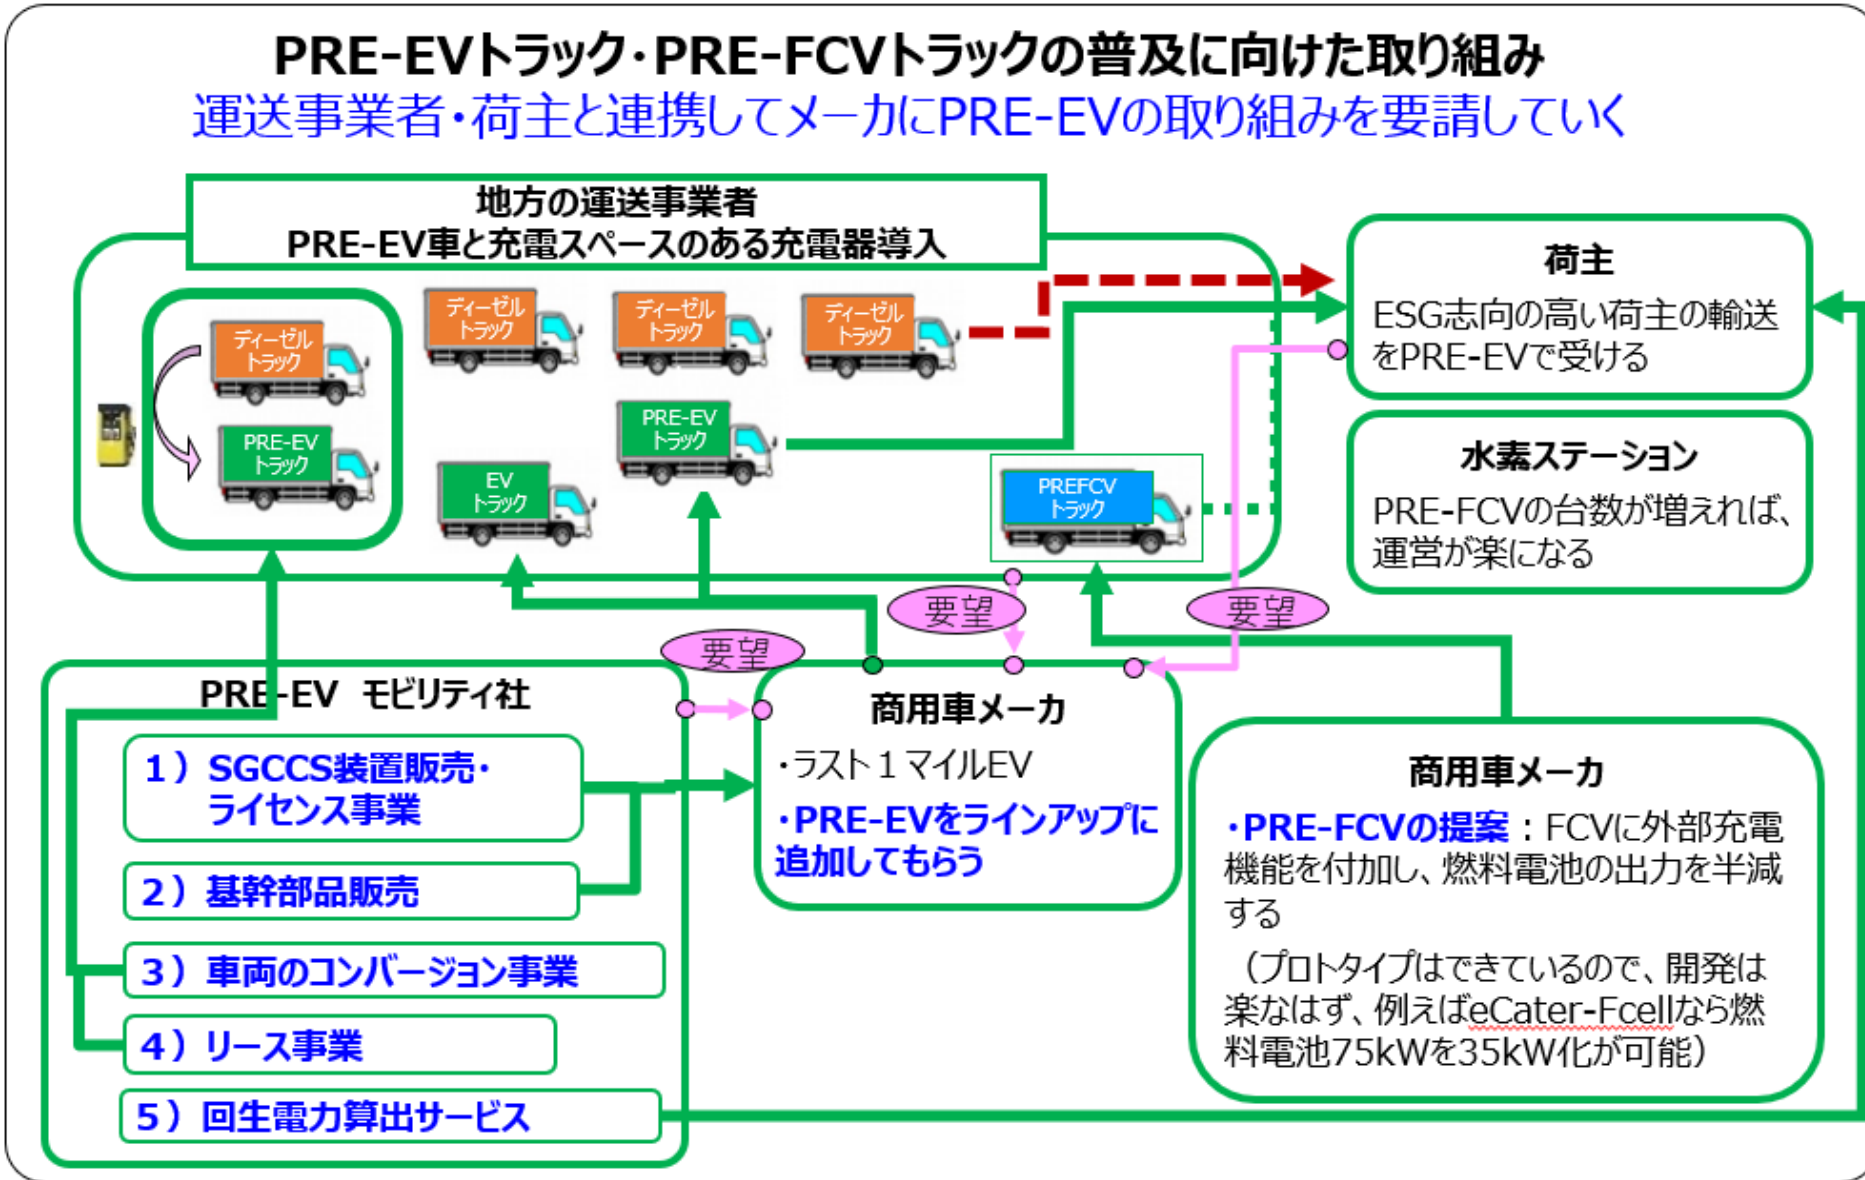 PRE-EVトラック・PRE-FCVトラックの普及に向けた取り組み
運送事業者・荷主と連携してメーカにPRE-EVの取り組みを要請していく
地方の運送事業者
PRE-EV車と充電スペースのある充電器導入
ディーゼル
トラック
PRE-EV
トラック
ディーゼル
トラック
ディーゼル
トラック
ディーゼル
トラック
EV
トラック
PRE-EV
トラック
PREFCV
トラック
荷主
ESG志向の高い荷主の輸送
をPRE-EVで受ける
水素ステーション
PRE-FCVの台数が増えれば、
運営が楽になる
要望
要望
要望
PRE-EV モビリティ社
1）SGCCS装置販売・
ライセンス事業
2）基幹部品販売
3）車両のコンバージョン事業
4）リース事業
5）回生電力算出サービス
商用車メーカ
・ラスト１マイルEV
・PRE-EVをラインアップに
追加してもらう
商用車メーカ
・PRE-FCVの提案：FCVに外部充電
機能を付加し、燃料電池の出力を半減
する
（プロトタイプはできているので、開発は
楽なはず、例えばeCater-Fcellなら燃
料電池75kWを35kW化が可能）